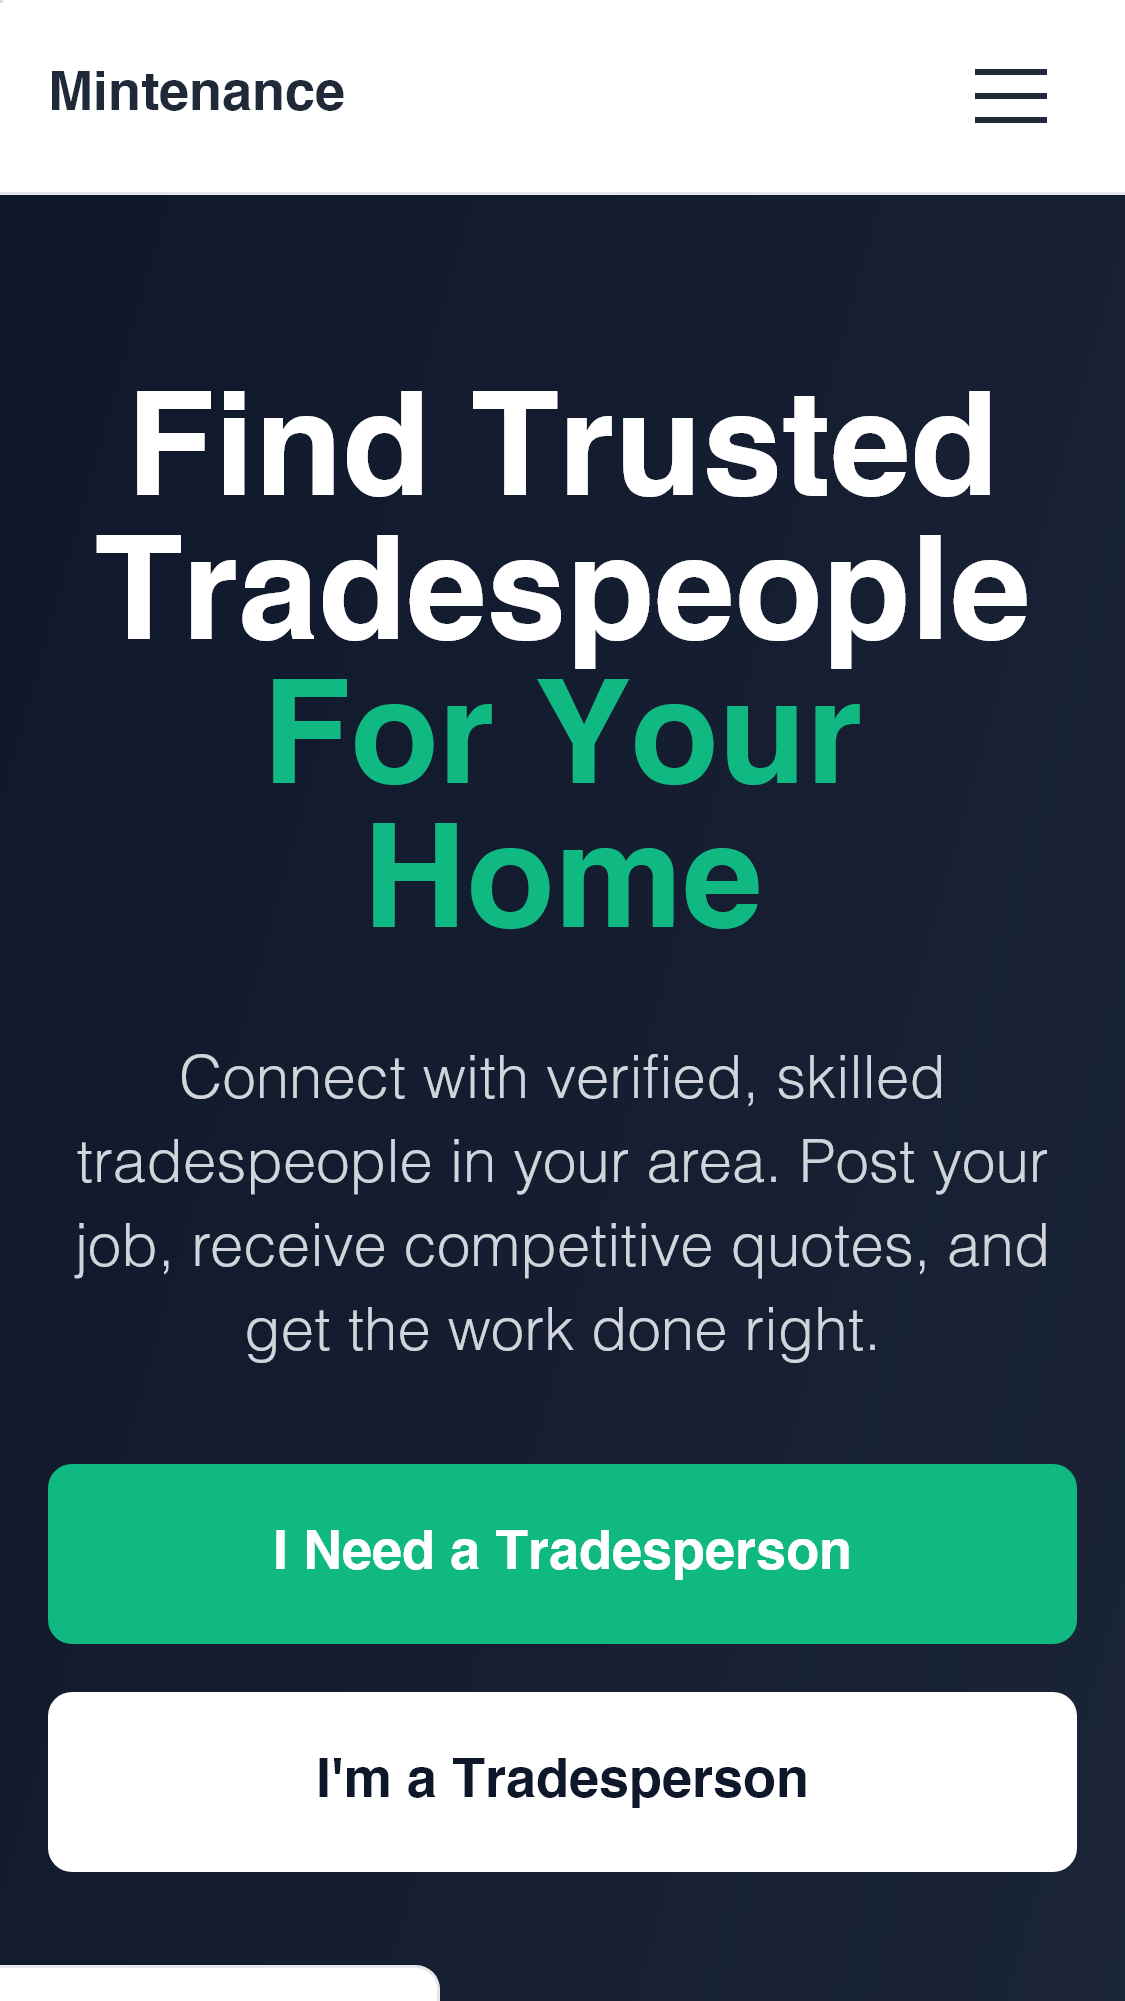 Mintenance
Find Trusted
Tradespeople
For Your
Home
Connect with verified, skilled
tradespeople in your area. Post your
job, receive competitive quotes, and
get the work done right.
I Need a Tradesperson
I'm a Tradesperson